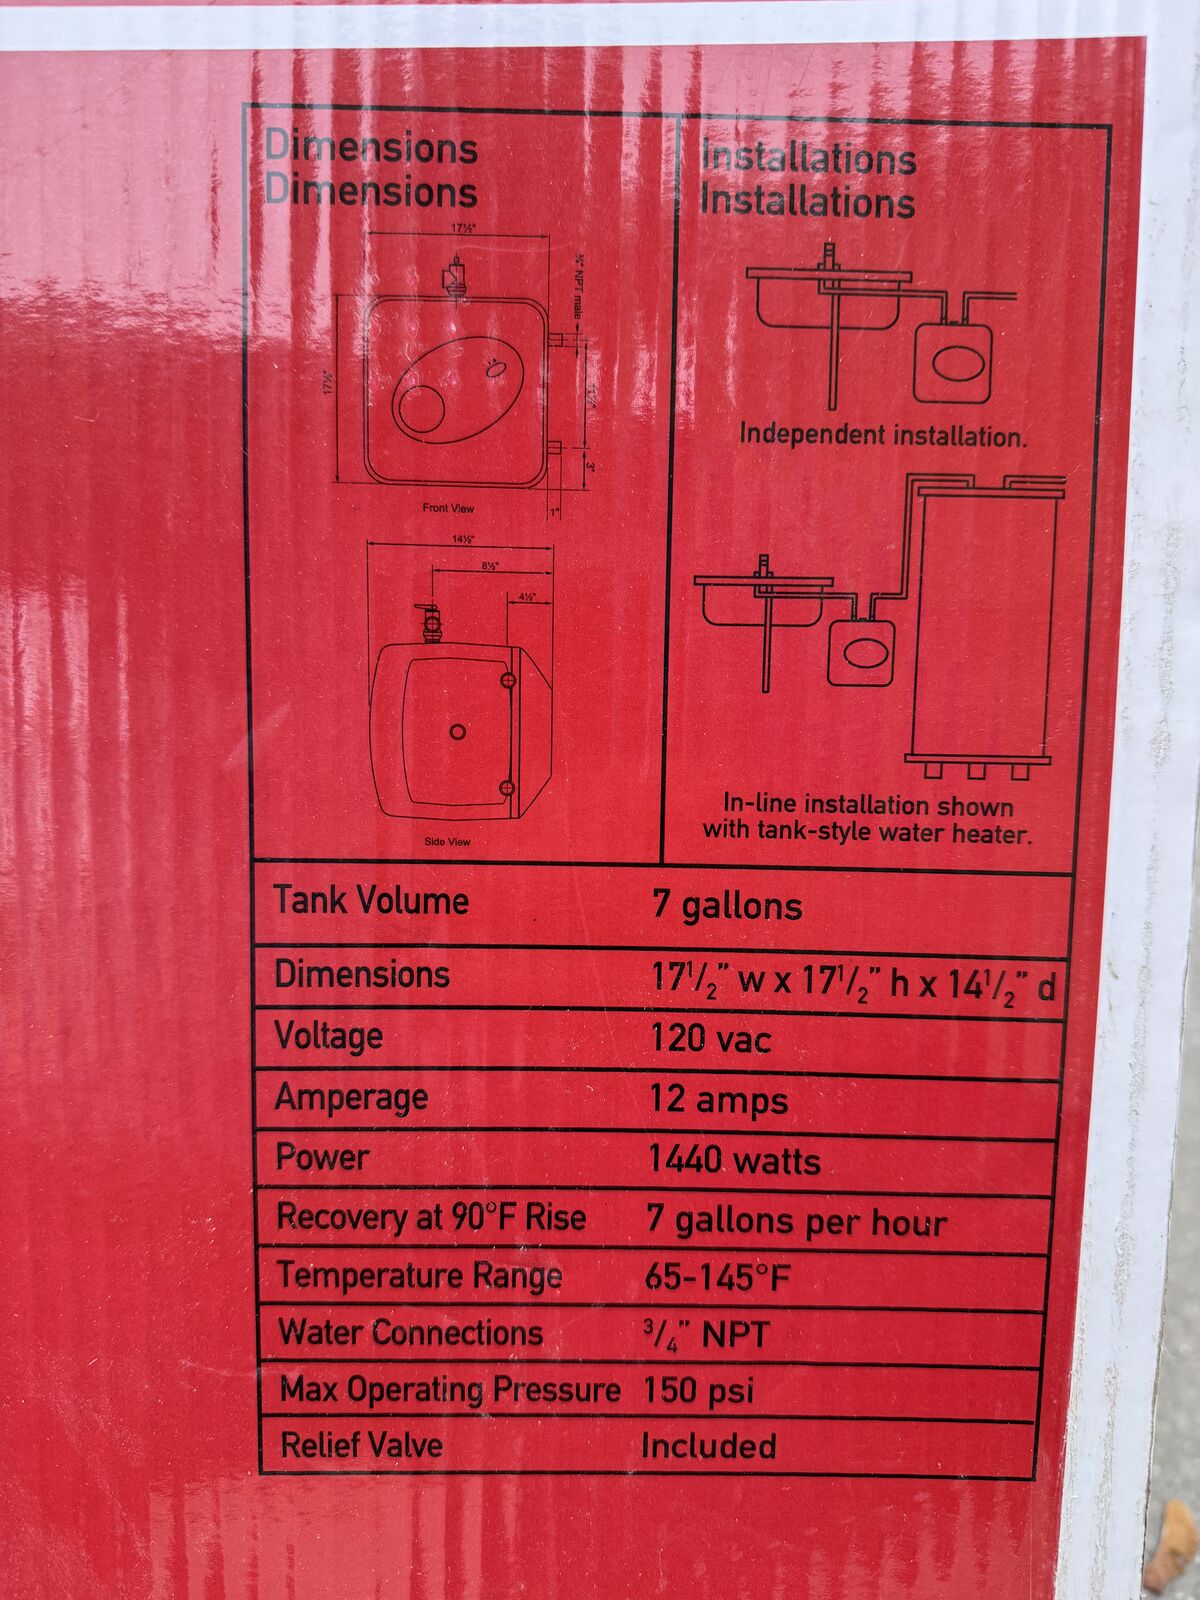 Dimensions
Dimensions
17½"
¾" NPT male
17½"
11½"
3"
1"
Front View
14½"
8½"
4½"
Side View
Installations
Installations
Independent installation.
In-line installation shown
with tank-style water heater.
Tank Volume 7 gallons
Dimensions 17¹/₂" w x 17¹/₂" h x 14¹/₂" d
Voltage 120 vac
Amperage 12 amps
Power 1440 watts
Recovery at 90°F Rise 7 gallons per hour
Temperature Range 65-145°F
Water Connections ³/₄" NPT
Max Operating Pressure 150 psi
Relief Valve Included